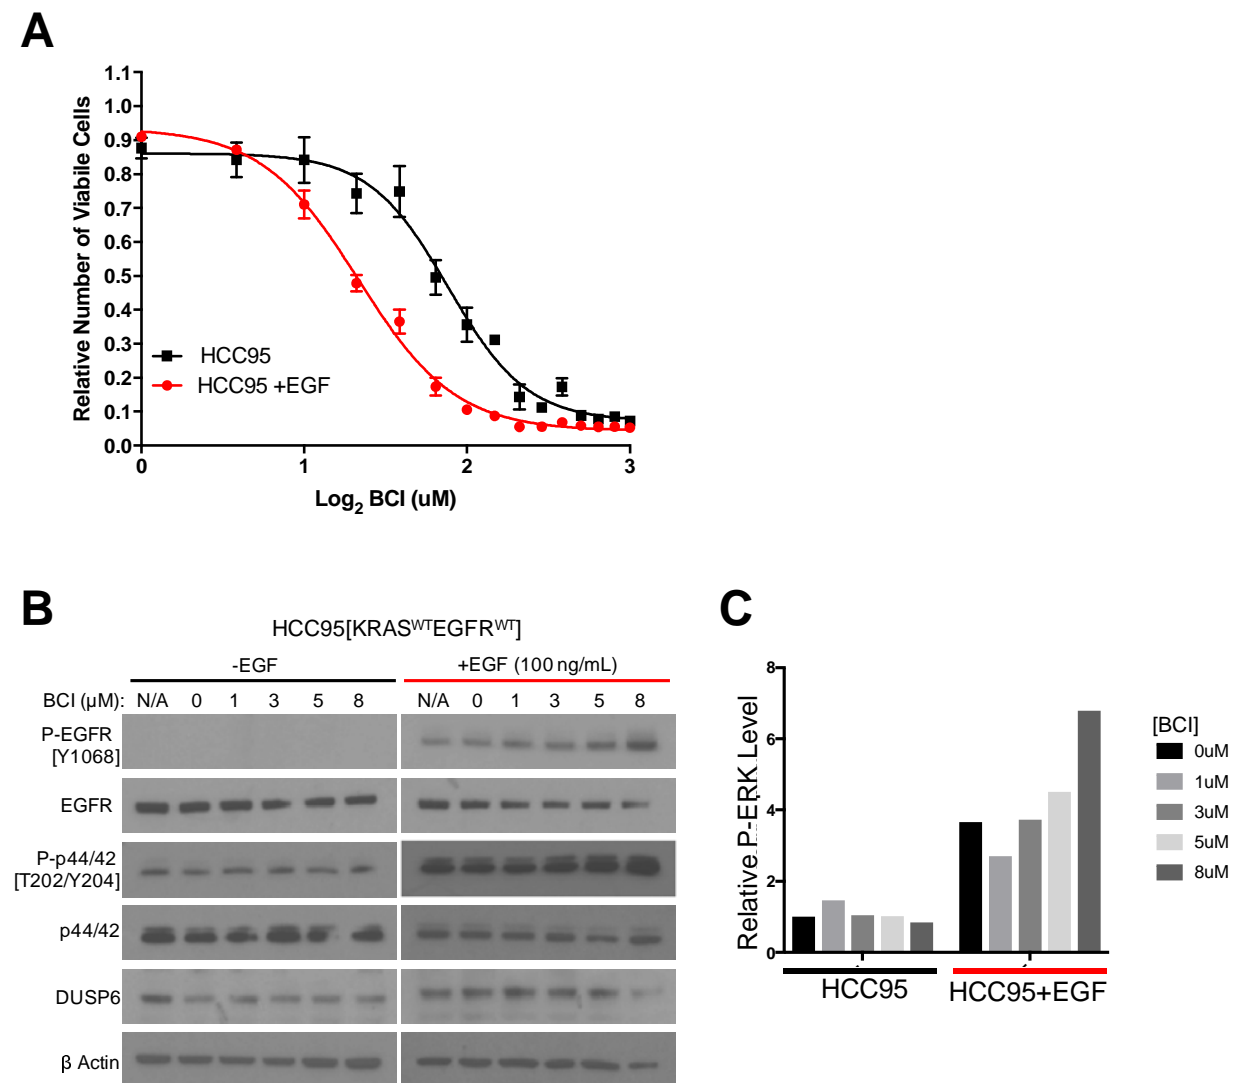 A
1.1
1.0
0.9
0.8
0.7
0.6
0.5
0.4
0.3
0.2
0.1
0.0
Relative Number of Viabile Cells
HCC95
HCC95 +EGF
0 1 2 3
Log2 BCI (uM)
B
HCC95[KRASWTEGFRWT]
-EGF +EGF (100 ng/mL)
BCI (µM): N/A 0 1 3 5 8 N/A 0 1 3 5 8
P-EGFR
[Y1068]
EGFR
P-p44/42
[T202/Y204]
p44/42
DUSP6
β Actin
C
8
6
4
2
0
Relative P-ERK Level
HCC95 HCC95+EGF
[BCI]
0uM
1uM
3uM
5uM
8uM